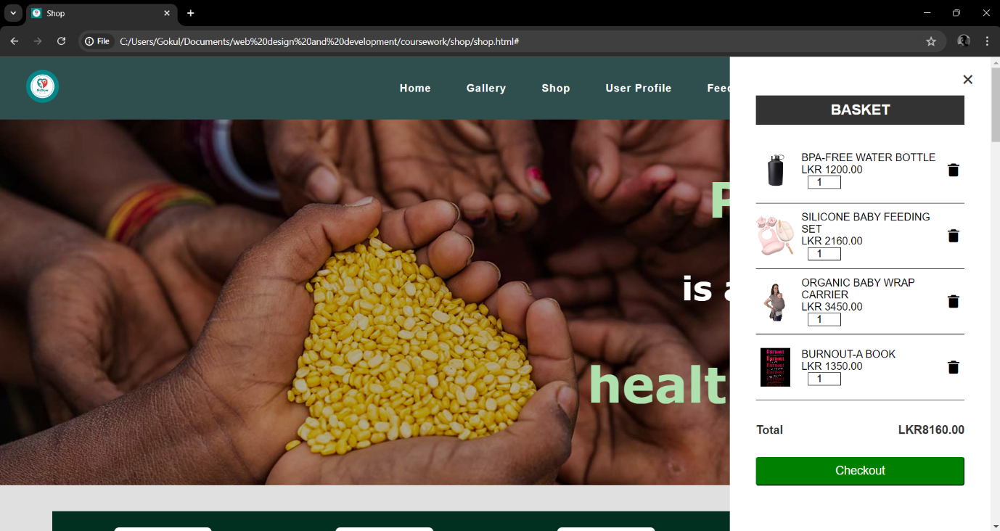 Shop
File
C:/Users/Gokul/Documents/web%20design%20and%20development/coursework/shop/shop.html#
Home Gallery Shop User Profile
is
BASKET
BPA-FREE WATER BOTTLE
LKR 1200.00
1
SILICONE BABY FEEDING
SET
LKR 2160.00
1
ORGANIC BABY WRAP
CARRIER
LKR 3450.00
1
BURNOUT-A BOOK
LKR 1350.00
1
Total LKR8160.00
Checkout